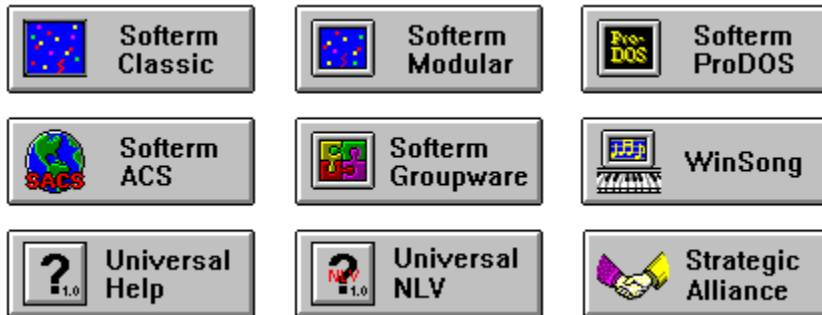 Softerm
Classic
Softerm
Modular
Pro-
DOS
Softerm
ProDOS
SACS
Softerm
ACS
Softerm
Groupware
WinSong
?
1.0
Universal
Help
?
NLV
1.0
Universal
NLV
Strategic
Alliance